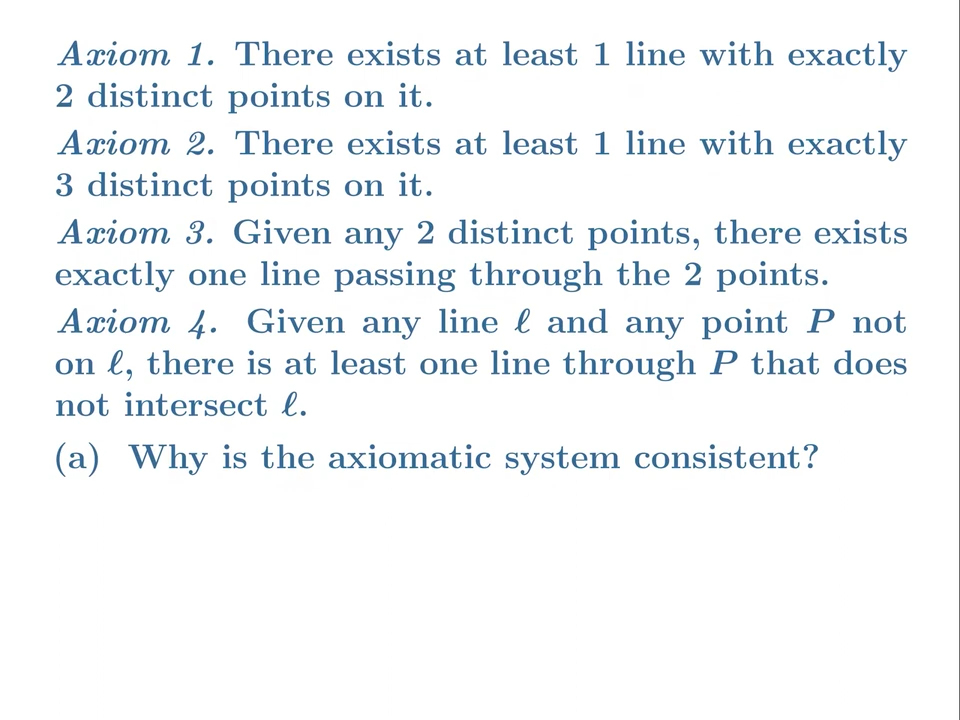 Axiom 1. There exists at least 1 line with exactly
2 distinct points on it.
Axiom 2. There exists at least 1 line with exactly
3 distinct points on it.
Axiom 3. Given any 2 distinct points, there exists
exactly one line passing through the 2 points.
Axiom 4. Given any line ℓ and any point P not
on ℓ, there is at least one line through P that does
not intersect ℓ.
(a) Why is the axiomatic system consistent?